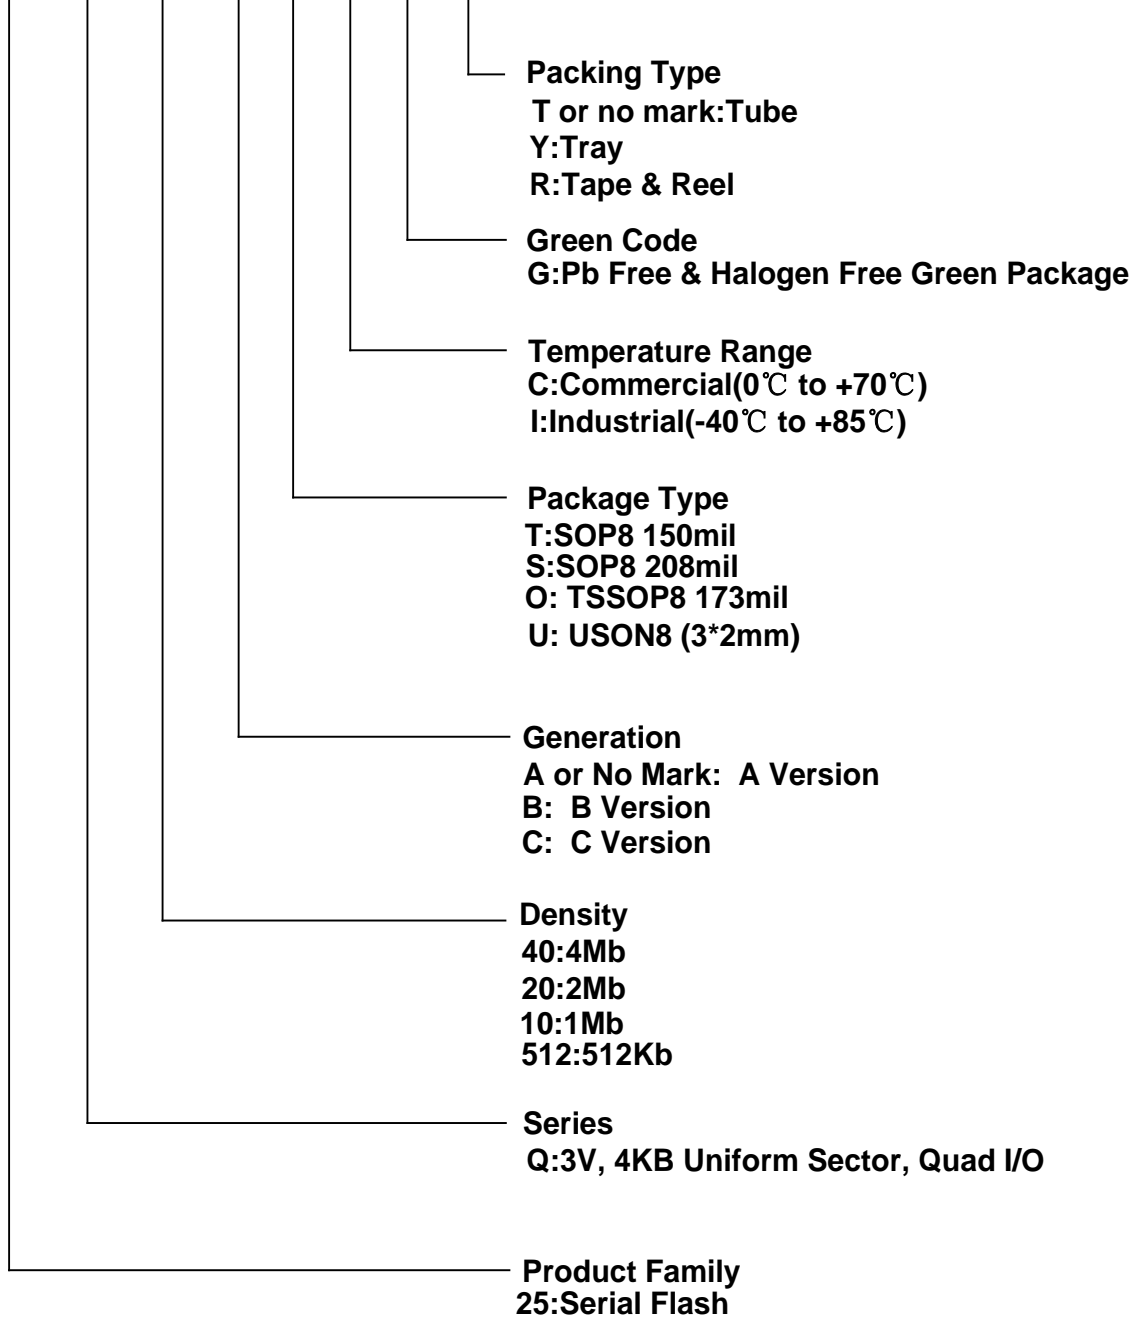 Packing Type
T or no mark:Tube
Y:Tray
R:Tape & Reel
Green Code
G:Pb Free & Halogen Free Green Package
Temperature Range
C:Commercial(0℃ to +70℃)
I:Industrial(-40℃ to +85℃)
Package Type
T:SOP8 150mil
S:SOP8 208mil
O: TSSOP8 173mil
U: USON8 (3*2mm)
Generation
A or No Mark:  A Version
B:  B Version
C:  C Version
Density
40:4Mb
20:2Mb
10:1Mb
512:512Kb
Series
Q:3V, 4KB Uniform Sector, Quad I/O
Product Family
25:Serial Flash